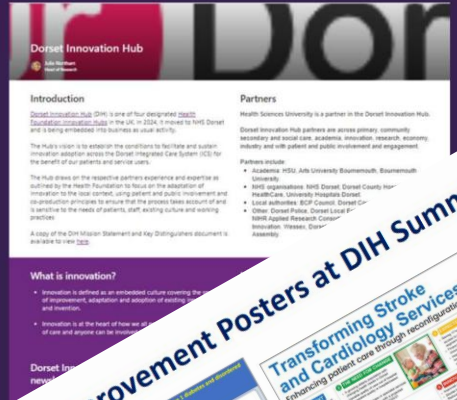 Dor
Dorset Innovation Hub
Julie Northam
Head of Research
Introduction
Dorset Innovation Hub (DIH) is one of four designated Health
Foundation Innovation Hubs in the UK. In 2024, it moved to NHS Dorset
and is being embedded into business as usual activity.
The Hub's vision is to establish the conditions to facilitate and sustain
innovation adoption across the Dorset Integrated Care System (ICS) for
the benefit of our patients and service users.
The Hub draws on the respective partners experience and expertise as
outlined by the Health Foundation to focus on the adaptation of
innovation to the local context, using patient and public involvement and
co-production principles to ensure that the process takes account of and
is sensitive to the needs of patients, staff, existing culture and working
practices
A copy of the DIH Mission Statement and Key Distinguishers document is
available to view here.
Partners
Health Sciences University is a partner in the Dorset Innovation Hub.
Dorset Innovation Hub partners are across primary, community
secondary and social care, academia, innovation, research, economy
industry and with patient and public involvement and engagement
Partners include:
• Academia: HSU, Arts University Bournemouth, Bournemouth
University
• NHS organisations: NHS Dorset, Dorset County
HealthCare, University Hospitals Dorset
• Local authorities: BCP Council, Dorset
• Other: Dorset Police, Dorset Local
NIHR Applied Research
Innovation, Wessex,
Assembly
What is innovation?
• Innovation is defined as an embedded culture covering the
of improvement, adaptation and adoption of existing
and invention.
• Innovation is at the heart of how we all
of care and anyone can be involved
Dorset
Posters at DIH
Transforming Stroke
and Cardiology Services
Enhancing patient care through
diabetes and disordered